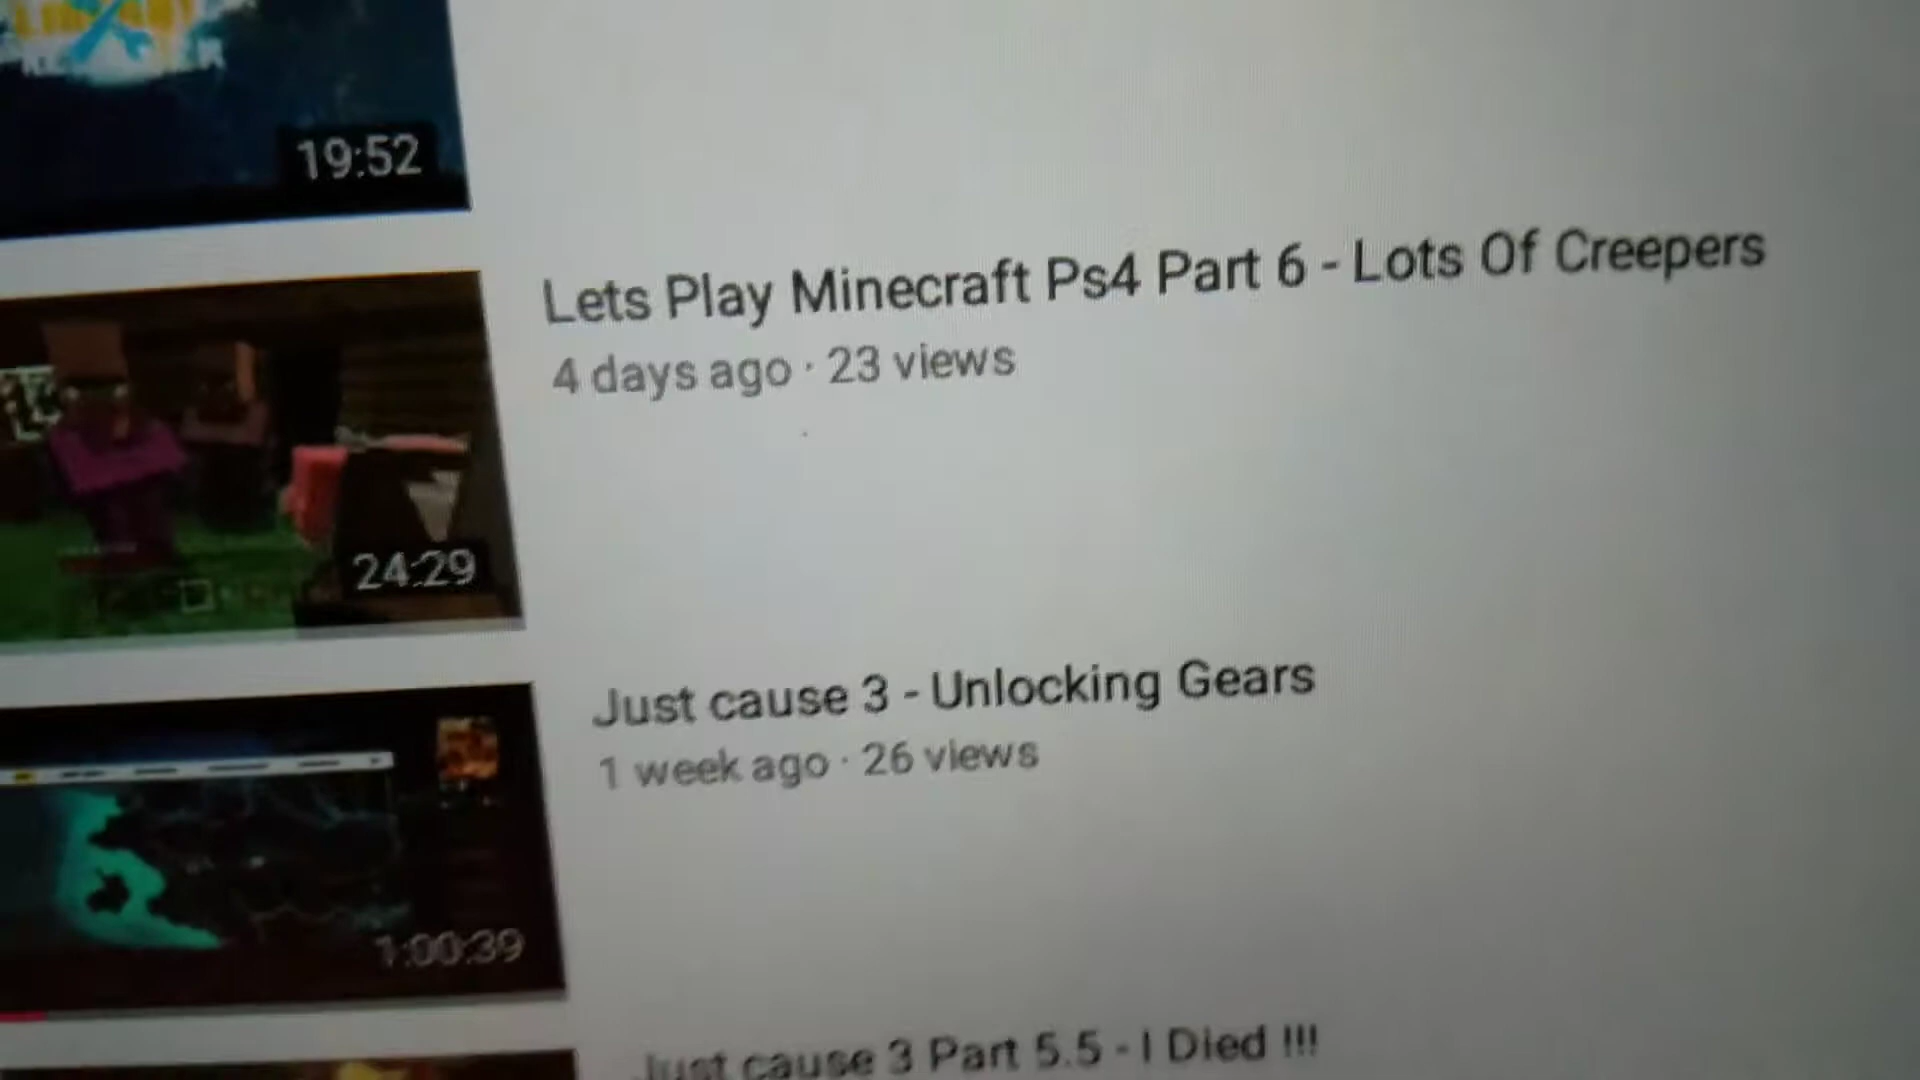 19:52
Lets Play Minecraft Ps4 Part 6 - Lots Of Creepers
4 days ago · 23 views
24:29
Just cause 3 - Unlocking Gears
1 week ago · 26 views
1:00:39
Just cause 3 Part 5.5 - I Died !!!